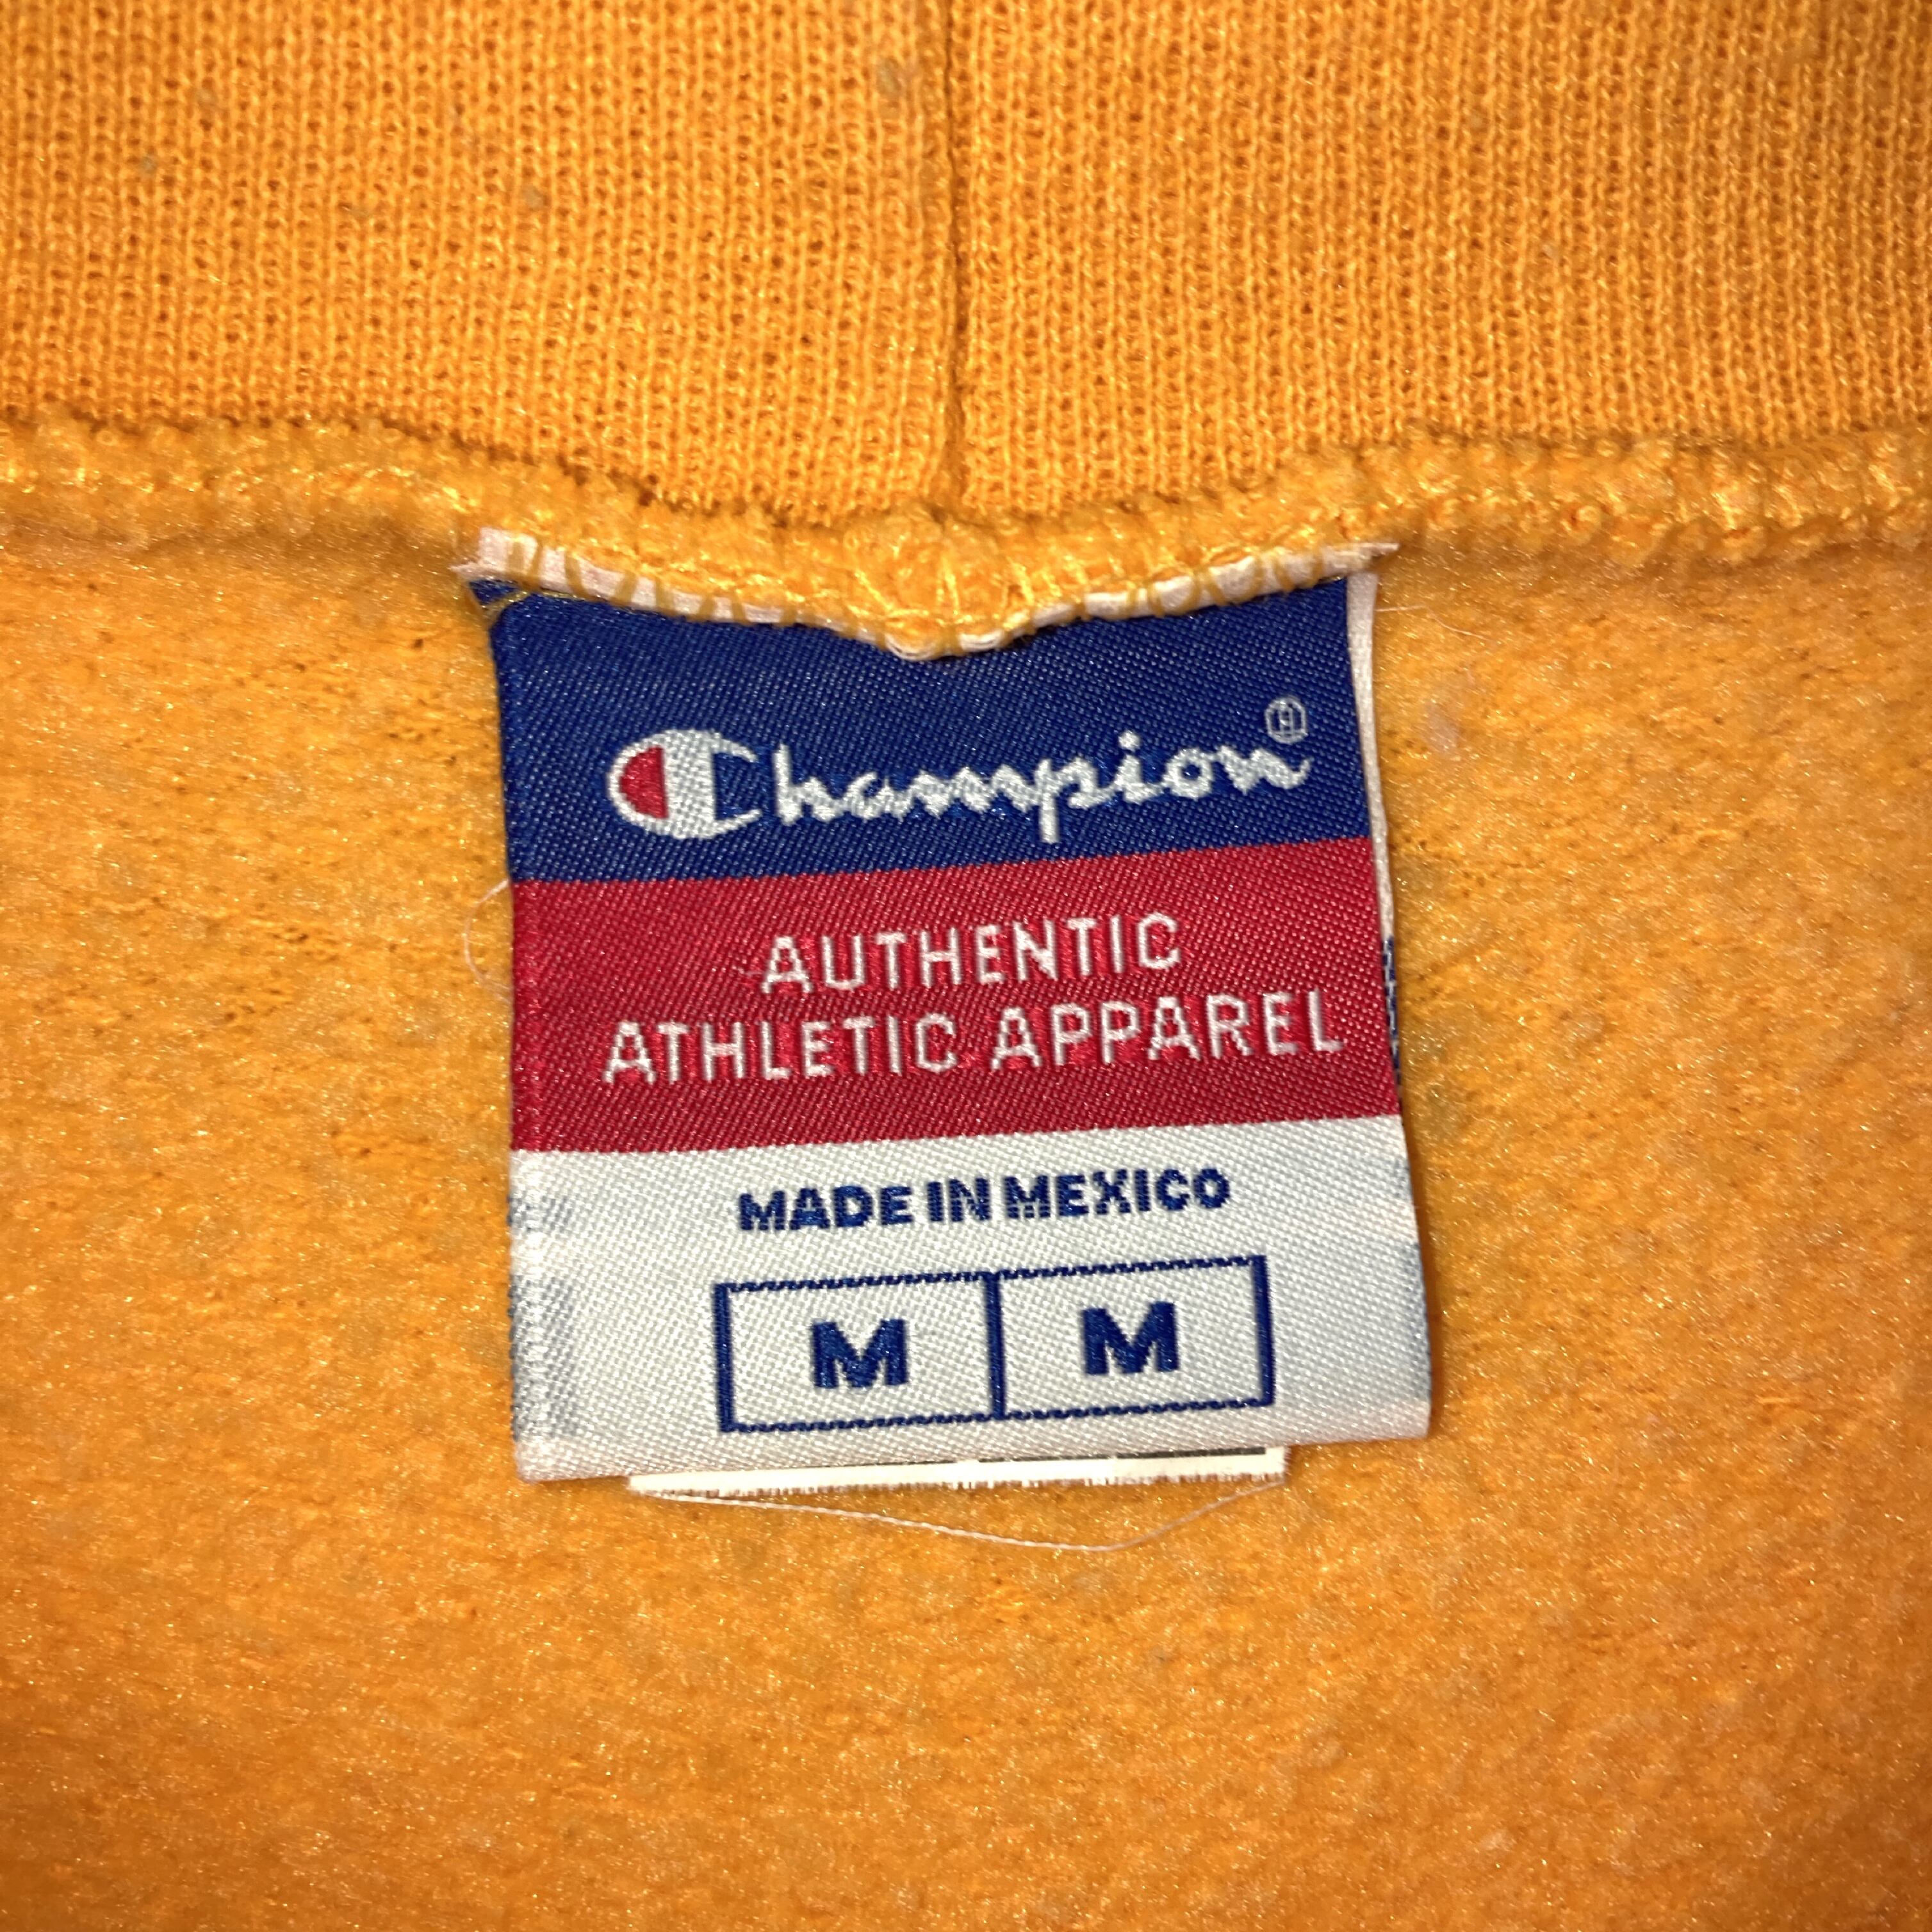 Champion®
AUTHENTIC
ATHLETIC APPAREL
MADE IN MEXICO
M M